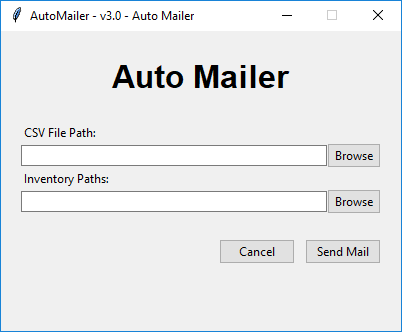 AutoMailer - v3.0 - Auto Mailer
Auto Mailer
CSV File Path:
Browse
Inventory Paths:
Browse
Cancel Send Mail